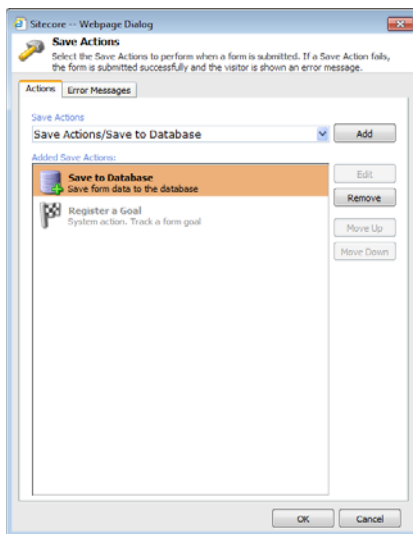 Sitecore -- Webpage Dialog
Save Actions
Select the Save Actions to perform when a form is submitted. If a Save Action fails,
the form is submitted successfully and the visitor is shown an error message.
Actions
Error Messages
Save Actions
Save Actions/Save to Database
Add
Added Save Actions:
Save to Database
Save form data to the database
Edit
Remove
Register a Goal
System action. Track a form goal
Move Up
Move Down
OK
Cancel